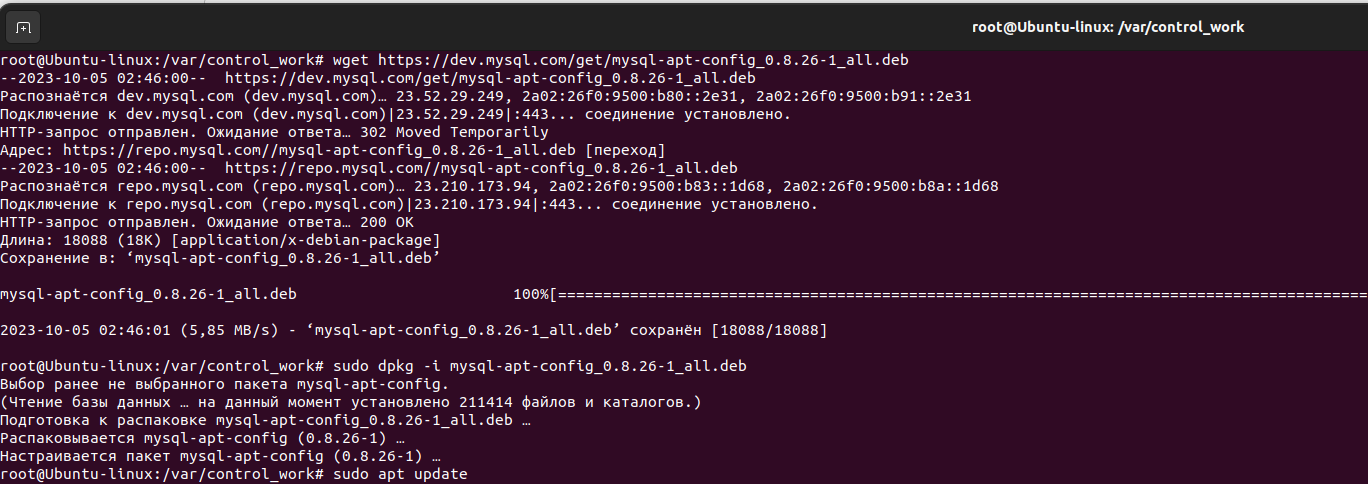 root@Ubuntu-linux: /var/control_work
root@Ubuntu-linux:/var/control_work# wget https://dev.mysql.com/get/mysql-apt-config_0.8.26-1_all.deb
--2023-10-05 02:46:00--  https://dev.mysql.com/get/mysql-apt-config_0.8.26-1_all.deb
Распознаётся dev.mysql.com (dev.mysql.com)… 23.52.29.249, 2a02:26f0:9500:b80::2e31, 2a02:26f0:9500:b91::2e31
Подключение к dev.mysql.com (dev.mysql.com)|23.52.29.249|:443... соединение установлено.
HTTP-запрос отправлен. Ожидание ответа… 302 Moved Temporarily
Адрес: https://repo.mysql.com//mysql-apt-config_0.8.26-1_all.deb [переход]
--2023-10-05 02:46:00--  https://repo.mysql.com//mysql-apt-config_0.8.26-1_all.deb
Распознаётся repo.mysql.com (repo.mysql.com)… 23.210.173.94, 2a02:26f0:9500:b83::1d68, 2a02:26f0:9500:b8a::1d68
Подключение к repo.mysql.com (repo.mysql.com)|23.210.173.94|:443... соединение установлено.
HTTP-запрос отправлен. Ожидание ответа… 200 OK
Длина: 18088 (18K) [application/x-debian-package]
Сохранение в: ‘mysql-apt-config_0.8.26-1_all.deb’
mysql-apt-config_0.8.26-1_all.deb                        100%[==========================================================================================
2023-10-05 02:46:01 (5,85 MB/s) - ‘mysql-apt-config_0.8.26-1_all.deb’ сохранён [18088/18088]
root@Ubuntu-linux:/var/control_work# sudo dpkg -i mysql-apt-config_0.8.26-1_all.deb
Выбор ранее не выбранного пакета mysql-apt-config.
(Чтение базы данных … на данный момент установлено 211414 файлов и каталогов.)
Подготовка к распаковке mysql-apt-config_0.8.26-1_all.deb …
Распаковывается mysql-apt-config (0.8.26-1) …
Настраивается пакет mysql-apt-config (0.8.26-1) …
root@Ubuntu-linux:/var/control_work# sudo apt update